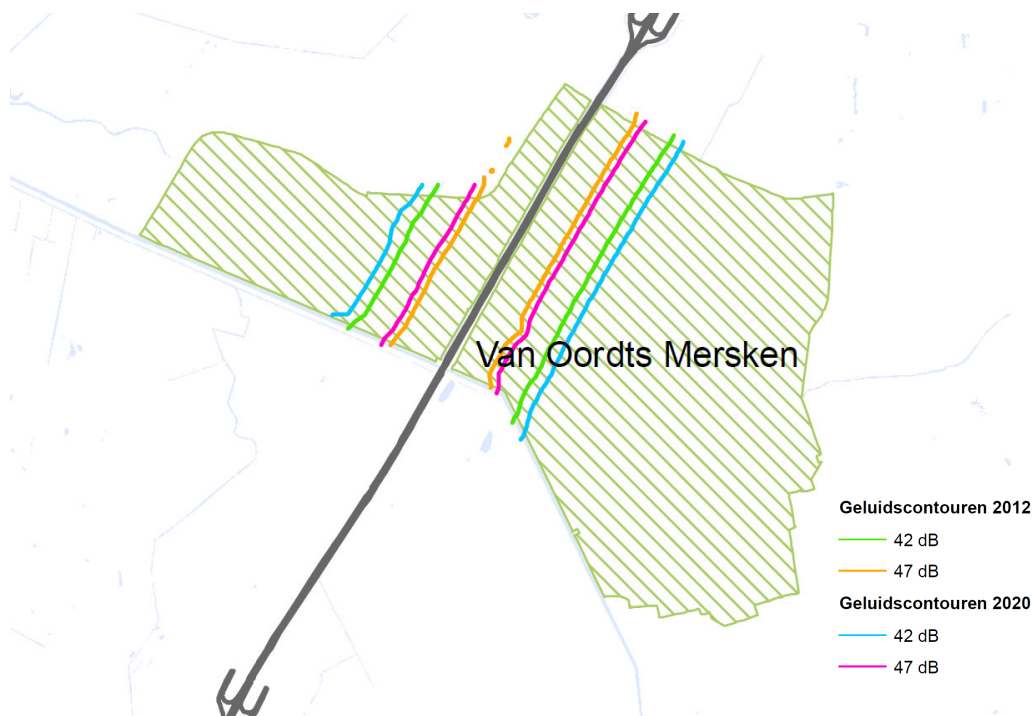 Van Oordts Mersken
Geluidscontouren 2012
42 dB
47 dB
Geluidscontouren 2020
42 dB
47 dB